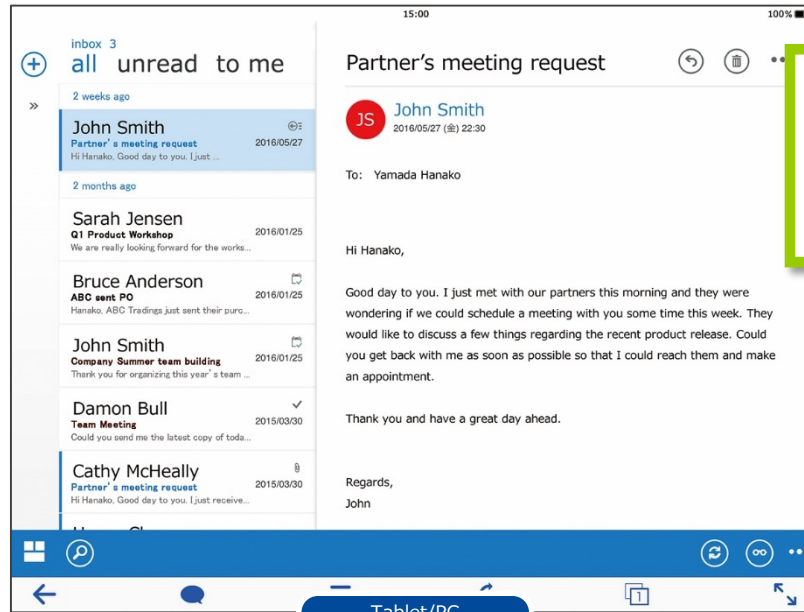 15:00
100%
inbox 3
all unread to me
2 weeks ago
John Smith
Partner's meeting request 2016/05/27
Hi Hanako, Good day to you. I just ...
2 months ago
Sarah Jensen
Q1 Product Workshop 2016/01/25
We are really looking forward for the works...
Bruce Anderson
ABC sent PO 2016/01/25
Hanako, ABC Tradings just sent their purc...
John Smith
Company Summer team building 2016/01/25
Thank you for organizing this year's team ...
Damon Bull
Team Meeting 2015/03/30
Could you send me the latest copy of toda...
Cathy McHeally
Partner's meeting request 2015/03/30
Hi Hanako, Good day to you. I just receive...
Partner's meeting request
JS
John Smith
2016/05/27 (金) 22:30
To: Yamada Hanako
Hi Hanako,
Good day to you. I just met with our partners this morning and they were
wondering if we could schedule a meeting with you some time this week. They
would like to discuss a few things regarding the recent product release. Could
you get back with me as soon as possible so that I could reach them and make
an appointment.
Thank you and have a great day ahead.
Regards,
John
1
Tablet/PC